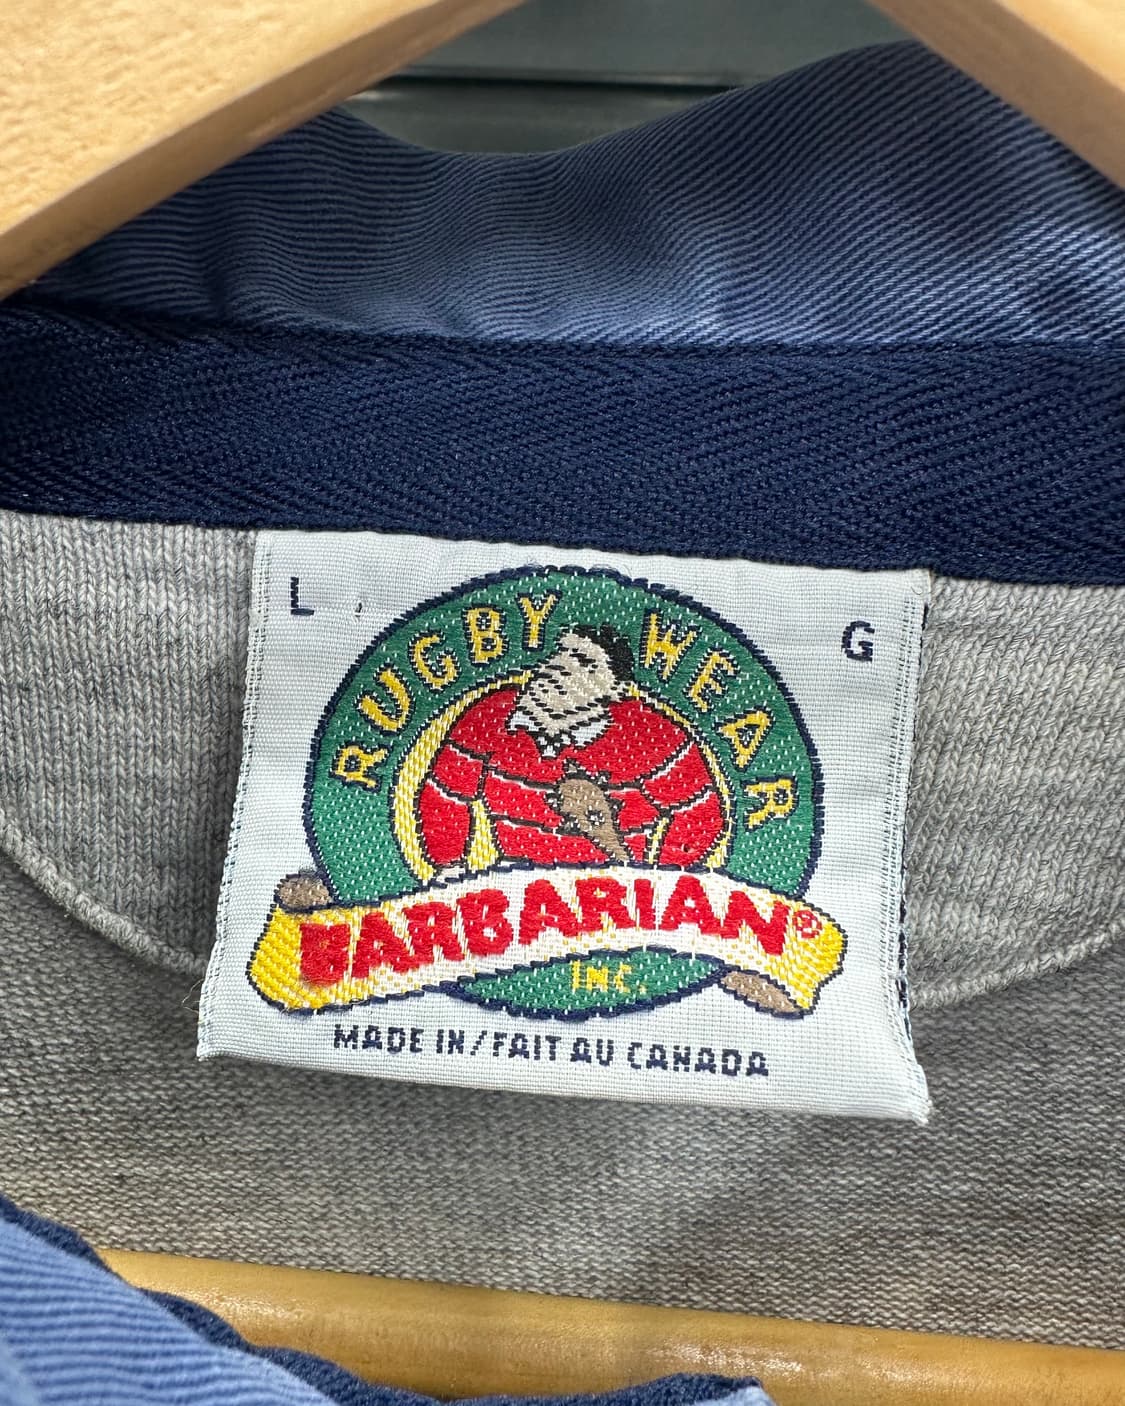 L G
RUGBY WEAR
BARBARIAN®
INC.
MADE IN/FAIT AU CANADA